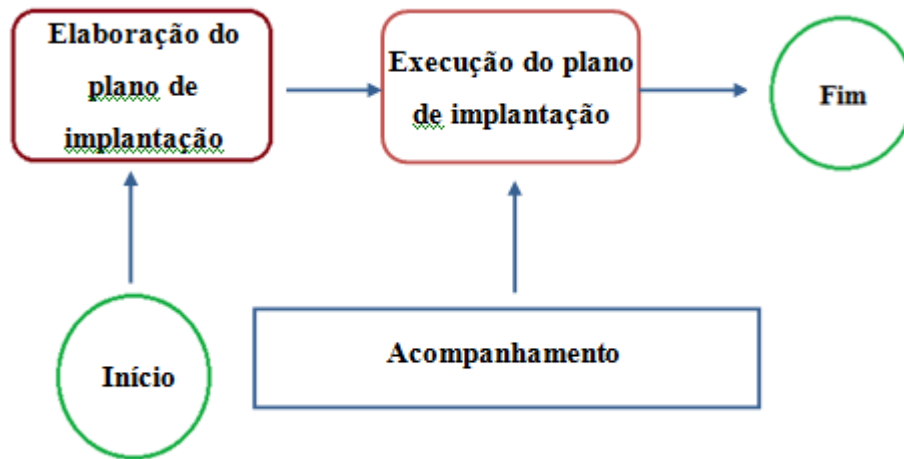 Elaboração do
plano de
implantação
Execução do plano
de implantação
Fim
Início
Acompanhamento